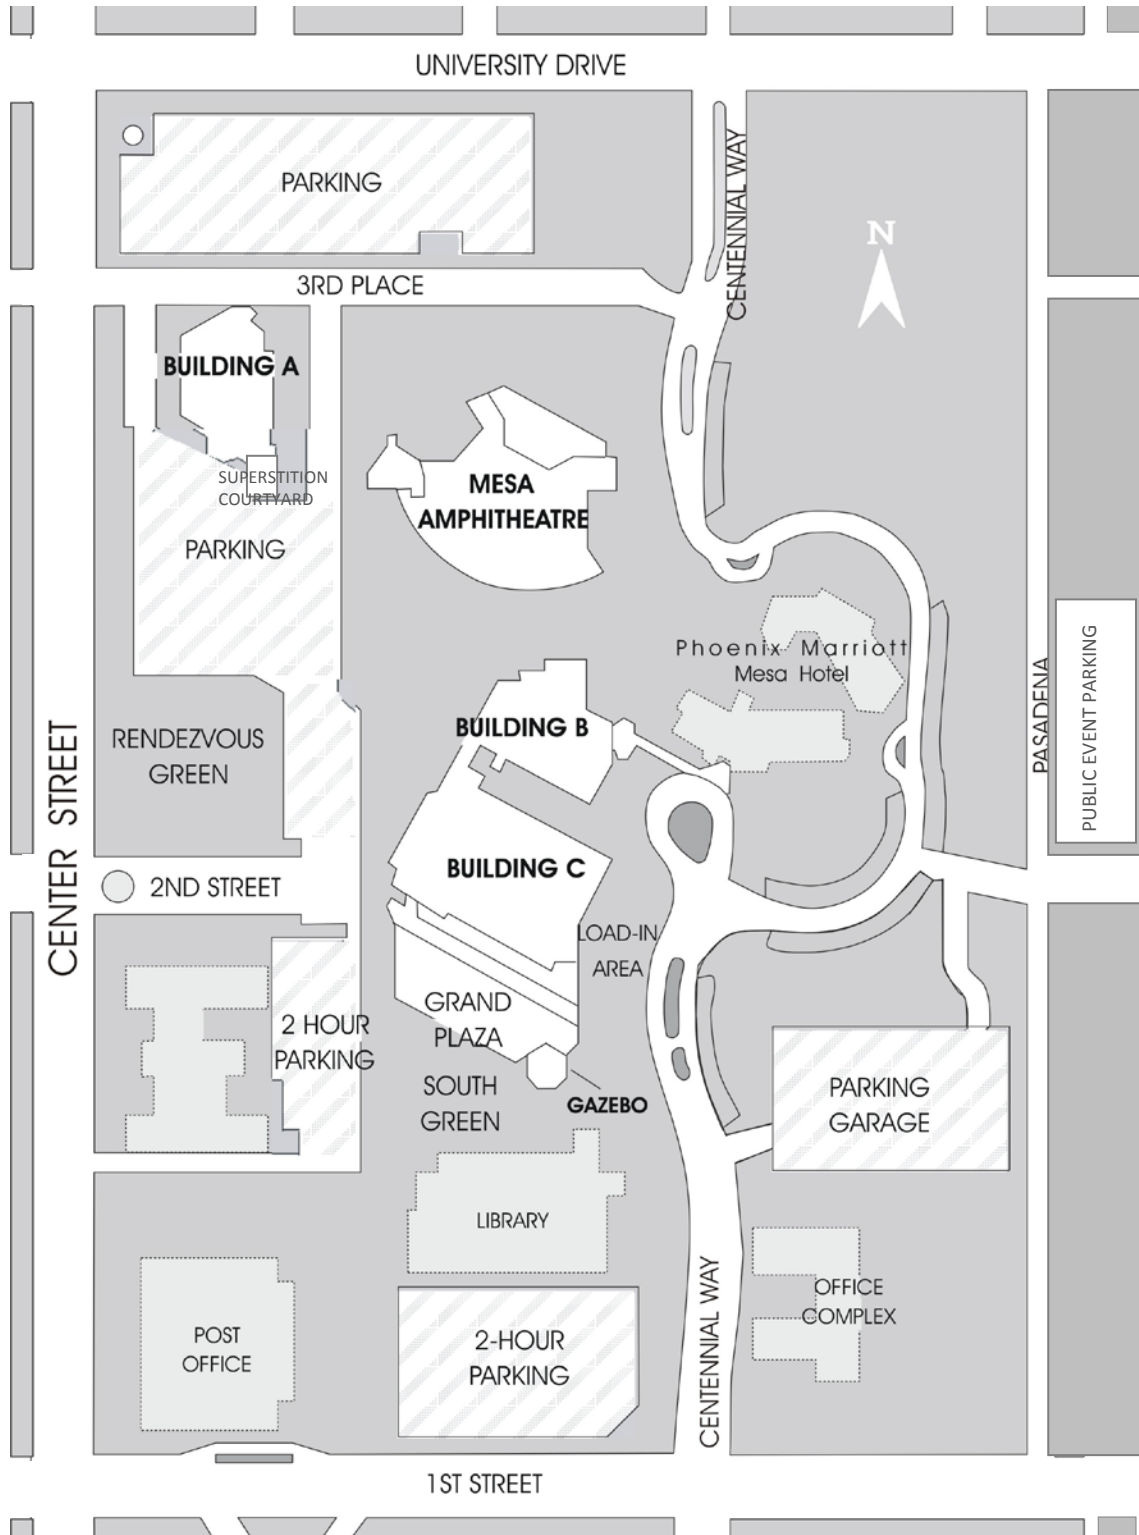 UNIVERSITY DRIVE
PARKING
CENTENNIAL WAY
N
3RD PLACE
BUILDING A
SUPERSTITION
COURTYARD
PARKING
MESA
AMPHITHEATRE
Phoenix Marriott
Mesa Hotel
PASADENA
PUBLIC EVENT PARKING
RENDEZVOUS
GREEN
BUILDING B
CENTER STREET
BUILDING C
2ND STREET
LOAD-IN
AREA
GRAND
PLAZA
2 HOUR
PARKING
SOUTH
GREEN
GAZEBO
PARKING
GARAGE
LIBRARY
OFFICE
COMPLEX
POST
OFFICE
2-HOUR
PARKING
CENTENNIAL WAY
1ST STREET